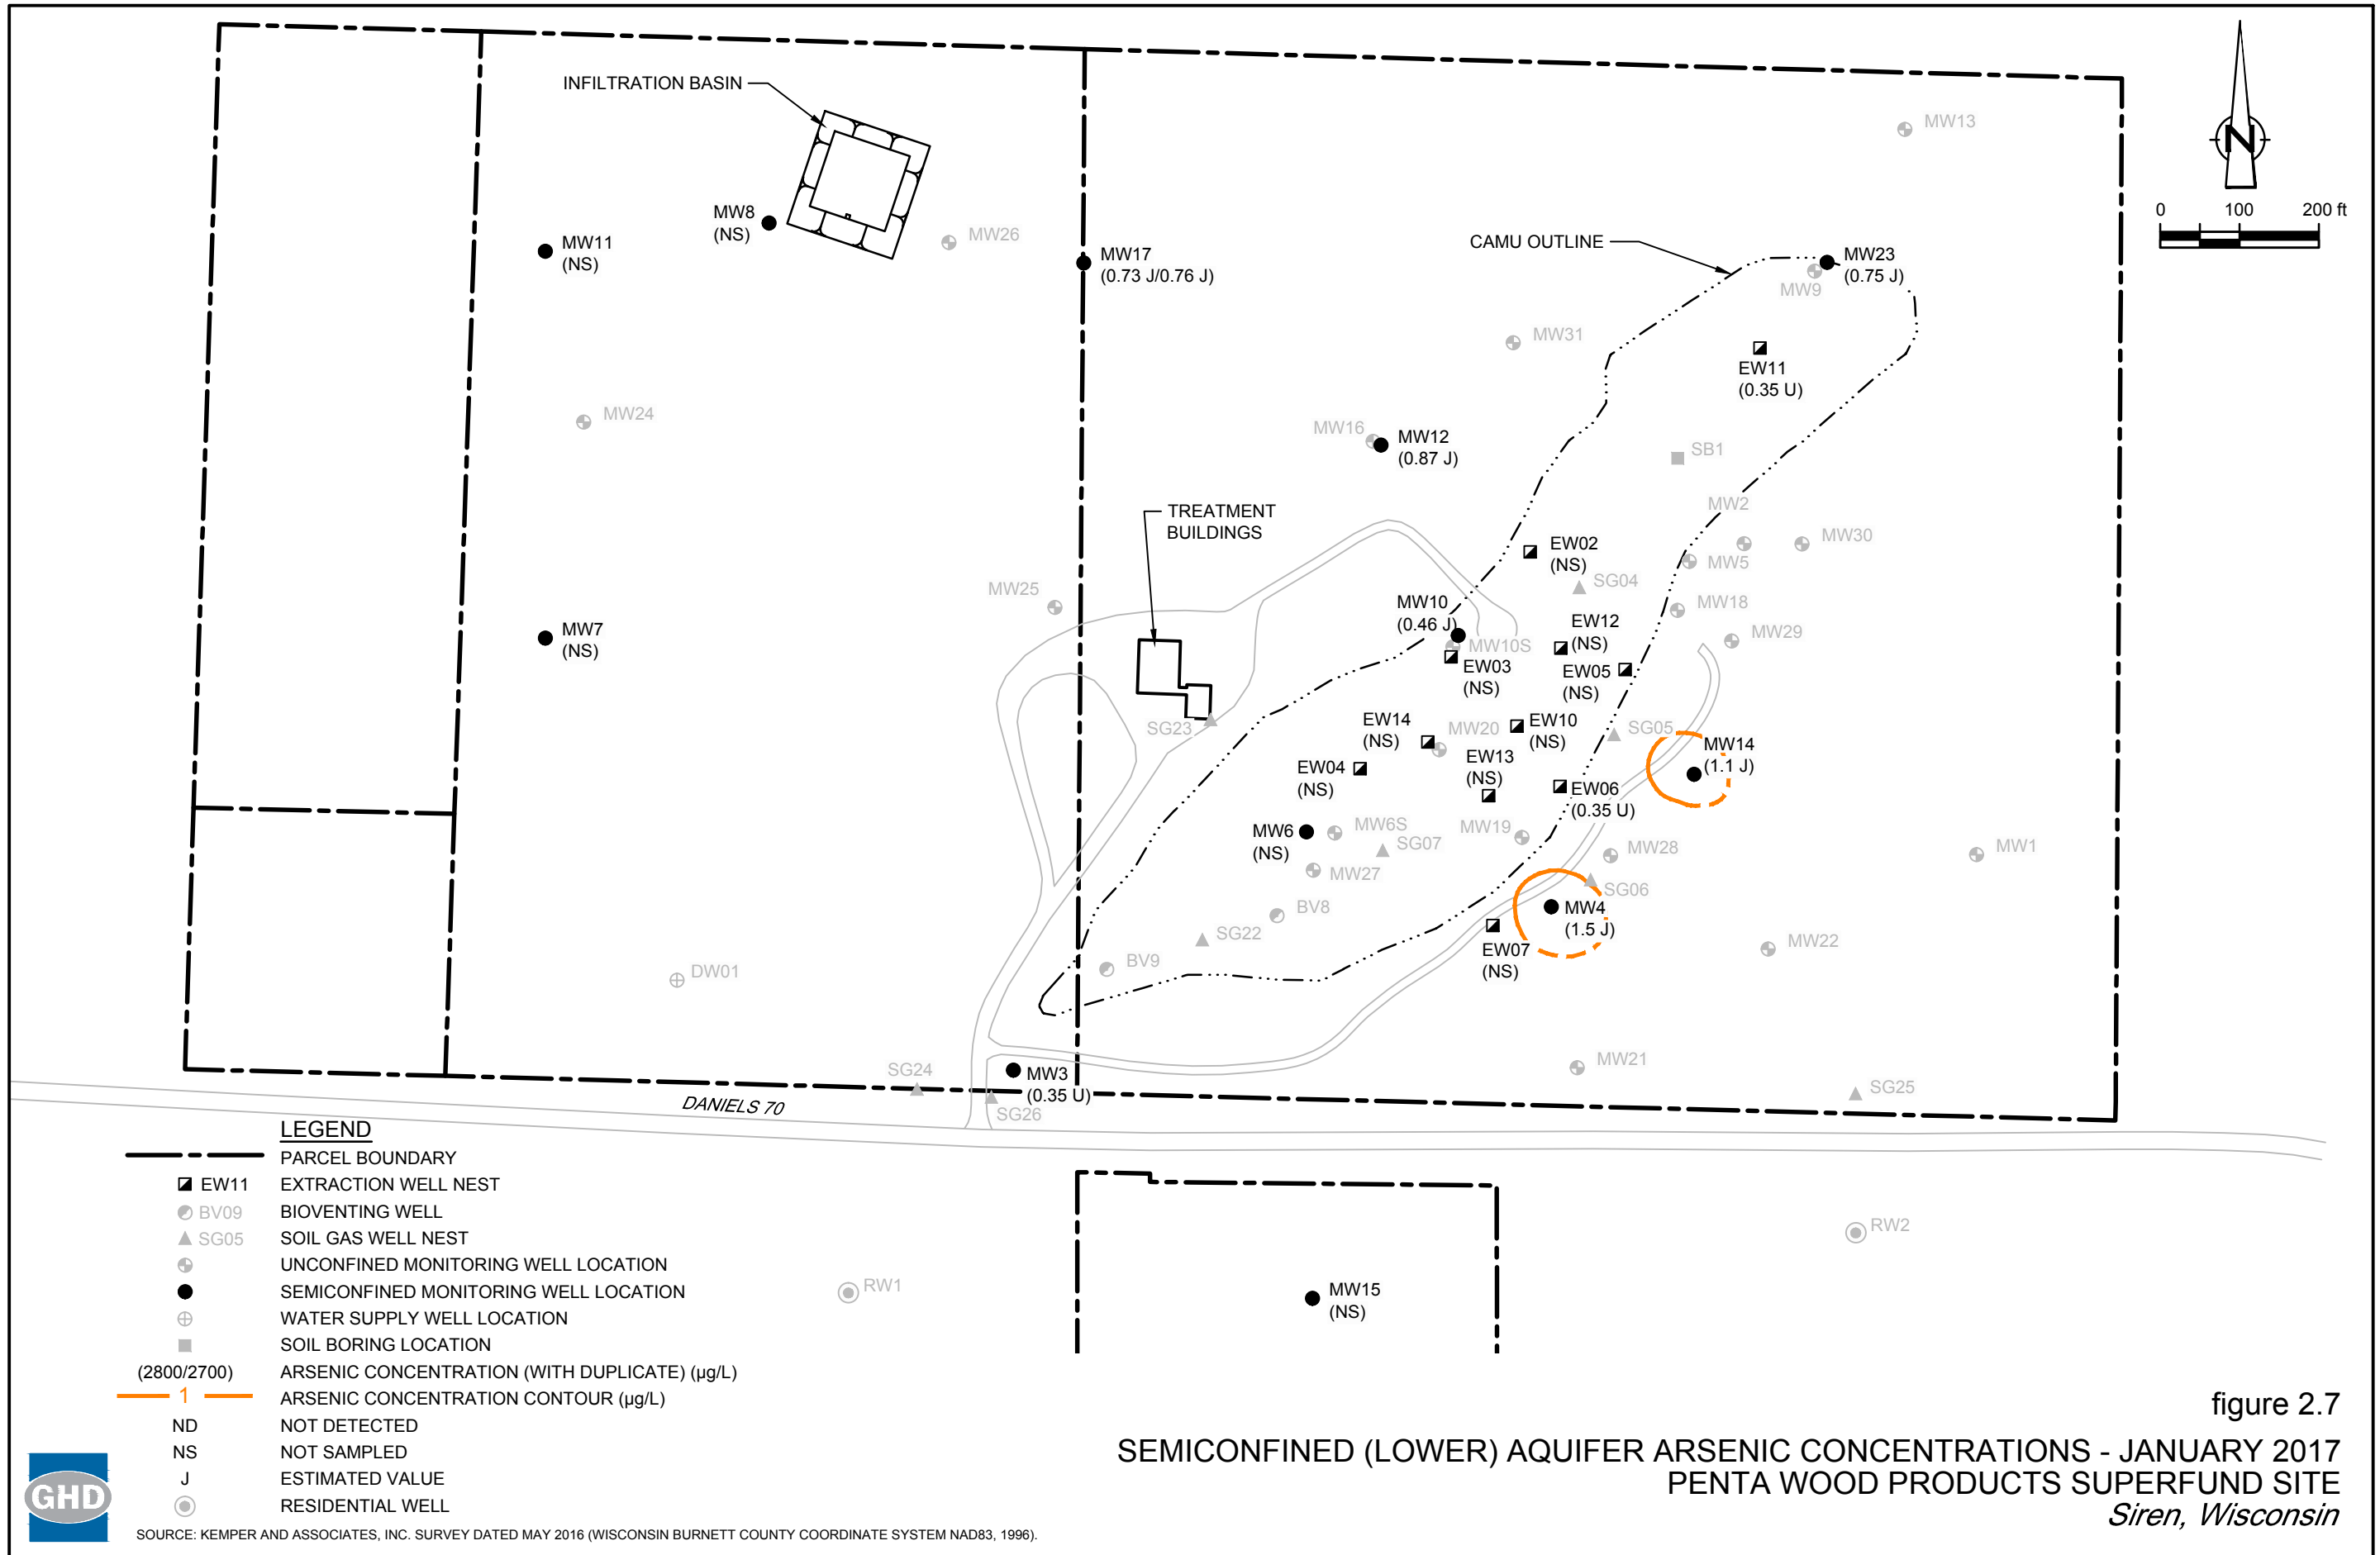 INFILTRATION BASIN
MW13
N
0 100 200 ft
MW8
(NS)
MW11
(NS)
MW26
MW17
(0.73 J/0.76 J)
CAMU OUTLINE
MW23
(0.75 J)
MW9
MW31
EW11
(0.35 U)
MW24
MW16
MW12
(0.87 J)
SB1
TREATMENT
BUILDINGS
MW2
MW30
EW02
(NS)
MW5
SG04
MW25
MW10
(0.46 J)
MW18
EW12
(NS)
MW29
MW7
(NS)
MW10S
EW03
(NS)
EW05
(NS)
SG23
EW14
(NS)
MW20
EW10
(NS)
SG05
MW14
(1.1 J)
EW13
(NS)
EW04
(NS)
EW06
(0.35 U)
MW6
(NS)
MW6S
MW19
SG07
MW28
MW1
MW27
SG06
BV8
MW4
(1.5 J)
SG22
EW07
(NS)
MW22
BV9
DW01
MW21
SG24
MW3
(0.35 U)
SG25
SG26
DANIELS 70
LEGEND
PARCEL BOUNDARY
EW11 EXTRACTION WELL NEST
BV09 BIOVENTING WELL
SG05 SOIL GAS WELL NEST
UNCONFINED MONITORING WELL LOCATION
SEMICONFINED MONITORING WELL LOCATION
WATER SUPPLY WELL LOCATION
SOIL BORING LOCATION
(2800/2700) ARSENIC CONCENTRATION (WITH DUPLICATE) (µg/L)
1 ARSENIC CONCENTRATION CONTOUR (µg/L)
ND NOT DETECTED
NS NOT SAMPLED
J ESTIMATED VALUE
RESIDENTIAL WELL
RW1
RW2
MW15
(NS)
GHD
SOURCE: KEMPER AND ASSOCIATES, INC. SURVEY DATED MAY 2016 (WISCONSIN BURNETT COUNTY COORDINATE SYSTEM NAD83, 1996).
figure 2.7
SEMICONFINED (LOWER) AQUIFER ARSENIC CONCENTRATIONS - JANUARY 2017
PENTA WOOD PRODUCTS SUPERFUND SITE
Siren, Wisconsin